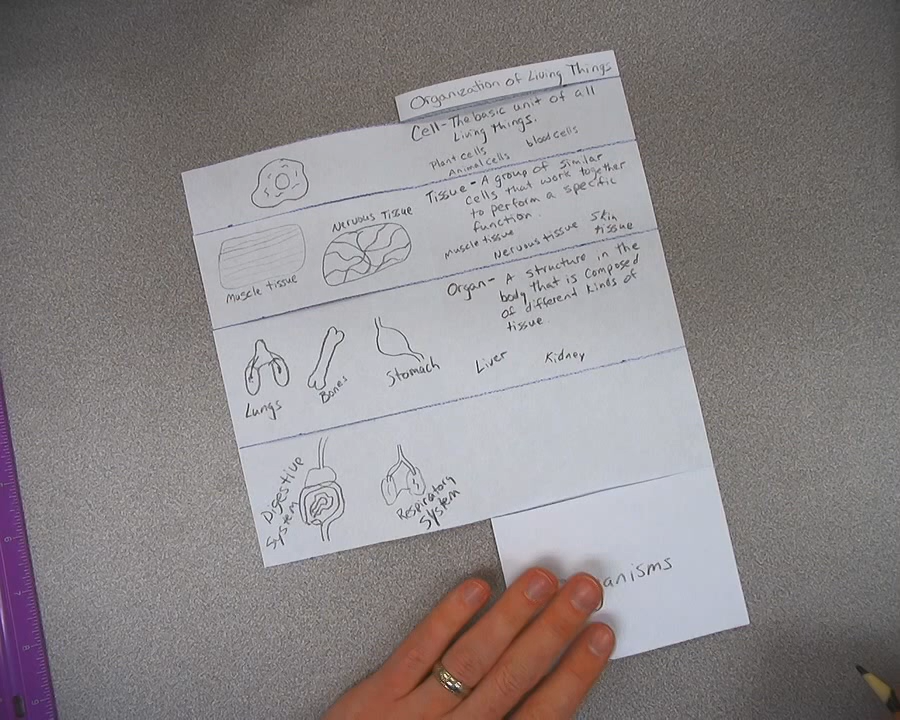 Organization of Living Things
Cell-The basic unit of all
Living Things.
Plant cells
Animal cells
blood cells
Tissue-A group of similar
cells that work together
to perform a specific
function.
Muscle tissue
Nervous tissue
Skin
tissue
Nervous Tissue
Muscle tissue
Organ- A structure in the
body that is composed
of different kinds of
tissue.
Lungs
Bones
Stomach
Liver
Kidney
Digestive
System
Respiratory
System
anisms